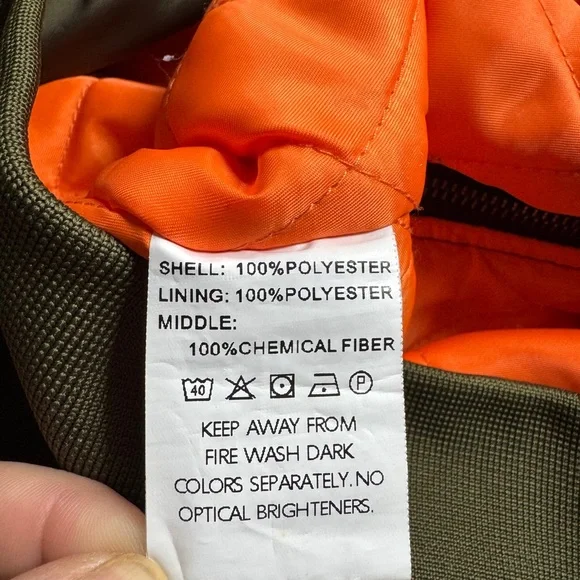 SHELL: 100%POLYESTER
LINING: 100%POLYESTER
MIDDLE:
100%CHEMICAL FIBER
40 P
KEEP AWAY FROM
FIRE WASH DARK
COLORS SEPARATELY. NO
OPTICAL BRIGHTENERS.